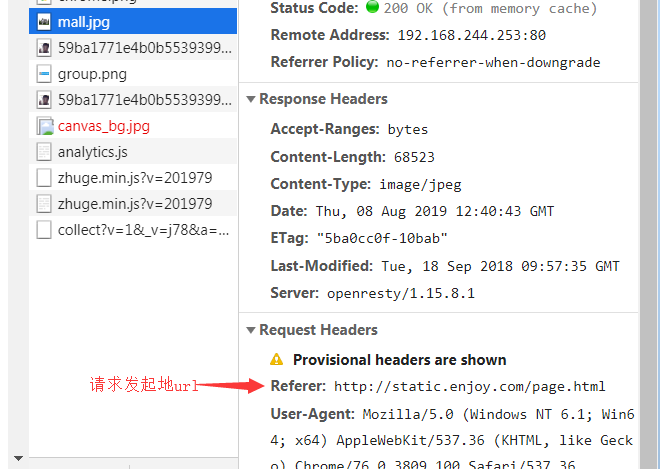 mall.jpg
59ba1771e4b0b5539399...
group.png
59ba1771e4b0b5539399...
canvas_bg.jpg
analytics.js
zhuge.min.js?v=201979
zhuge.min.js?v=201979
collect?v=1&_v=j78&a=...
Status Code: 200 OK (from memory cache)
Remote Address: 192.168.244.253:80
Referrer Policy: no-referrer-when-downgrade
Response Headers
Accept-Ranges: bytes
Content-Length: 68523
Content-Type: image/jpeg
Date: Thu, 08 Aug 2019 12:40:43 GMT
ETag: "5ba0cc0f-10bab"
Last-Modified: Tue, 18 Sep 2018 09:57:35 GMT
Server: openresty/1.15.8.1
Request Headers
Provisional headers are shown
请求发起地url
Referer: http://static.enjoy.com/page.html
User-Agent: Mozilla/5.0 (Windows NT 6.1; Win6
4; x64) AppleWebKit/537.36 (KHTML, like Geck
o) Chrome/76.0.3809.100 Safari/537.36